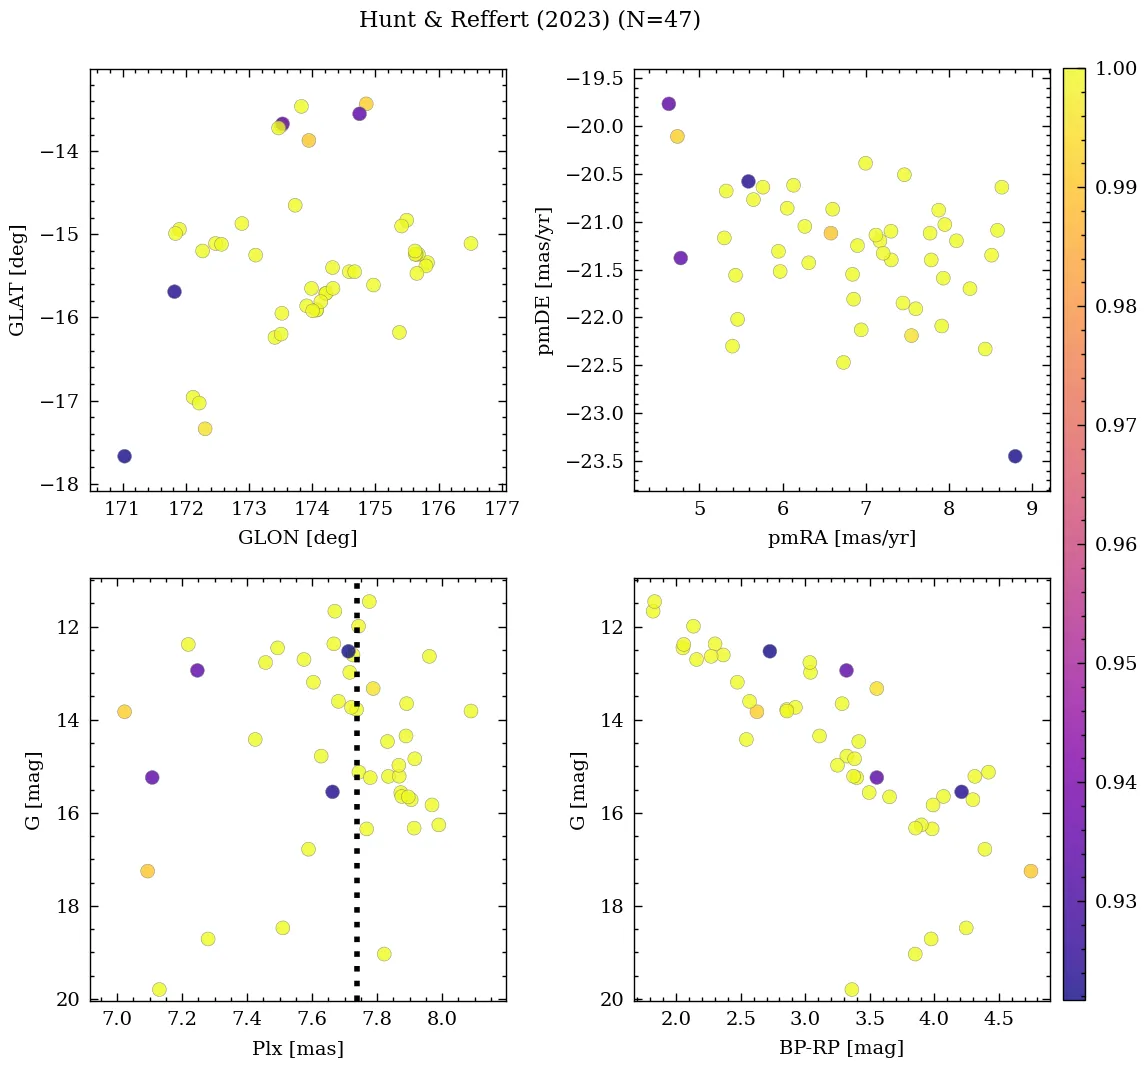 Hunt & Reffert (2023) (N=47)
−14
−15
−16
−17
−18
GLAT [deg]
171 172 173 174 175 176 177
GLON [deg]
−19.5
−20.0
−20.5
−21.0
−21.5
−22.0
−22.5
−23.0
−23.5
pmDE [mas/yr]
5 6 7 8 9
pmRA [mas/yr]
12
14
16
18
20
G [mag]
7.0 7.2 7.4 7.6 7.8 8.0
Plx [mas]
12
14
16
18
20
G [mag]
2.0 2.5 3.0 3.5 4.0 4.5
BP-RP [mag]
1.00
0.99
0.98
0.97
0.96
0.95
0.94
0.93